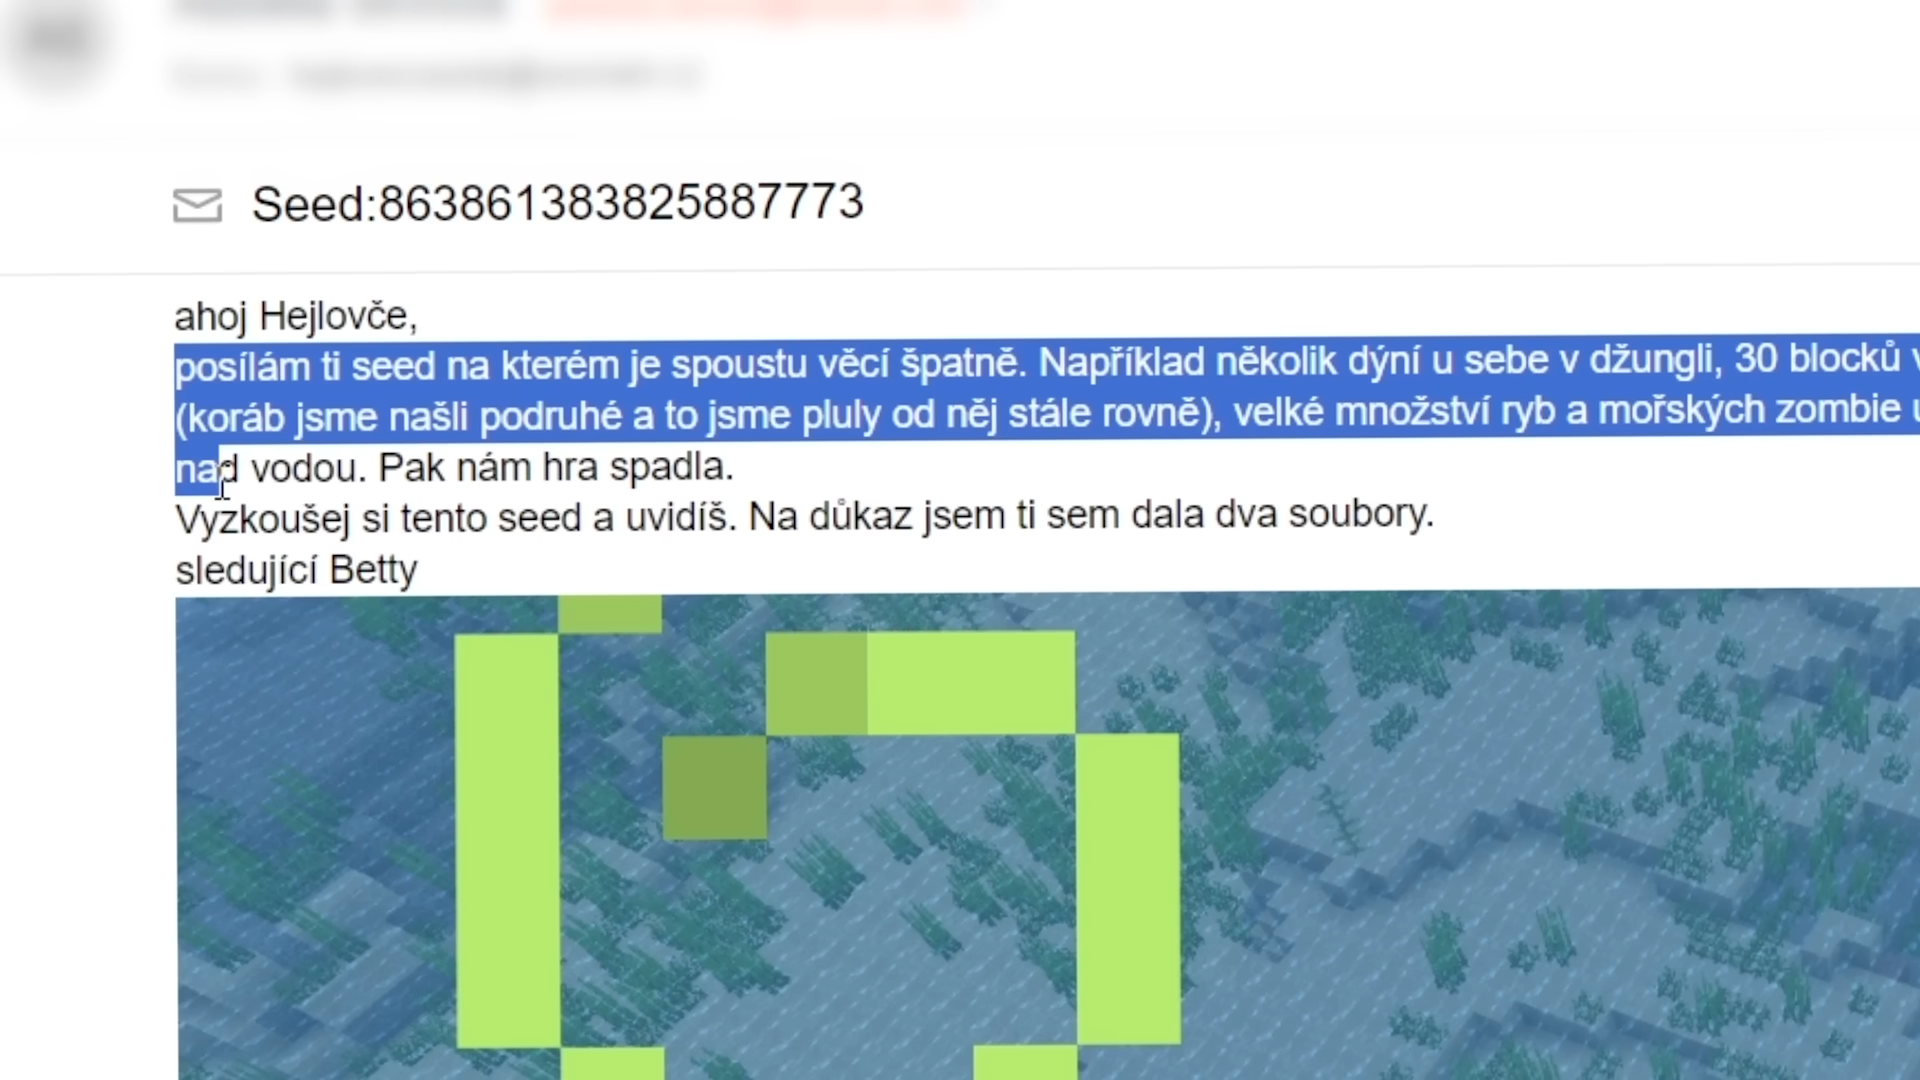 Seed:863861383825887773
ahoj Hejlovče,
posílám ti seed na kterém je spoustu věcí špatně. Například několik dýní u sebe v džungli, 30 blocků
(koráb jsme našli podruhé a to jsme pluly od něj stále rovně), velké množství ryb a mořských zombie
nad vodou. Pak nám hra spadla.
Vyzkoušej si tento seed a uvidíš. Na důkaz jsem ti sem dala dva soubory.
sledující Betty